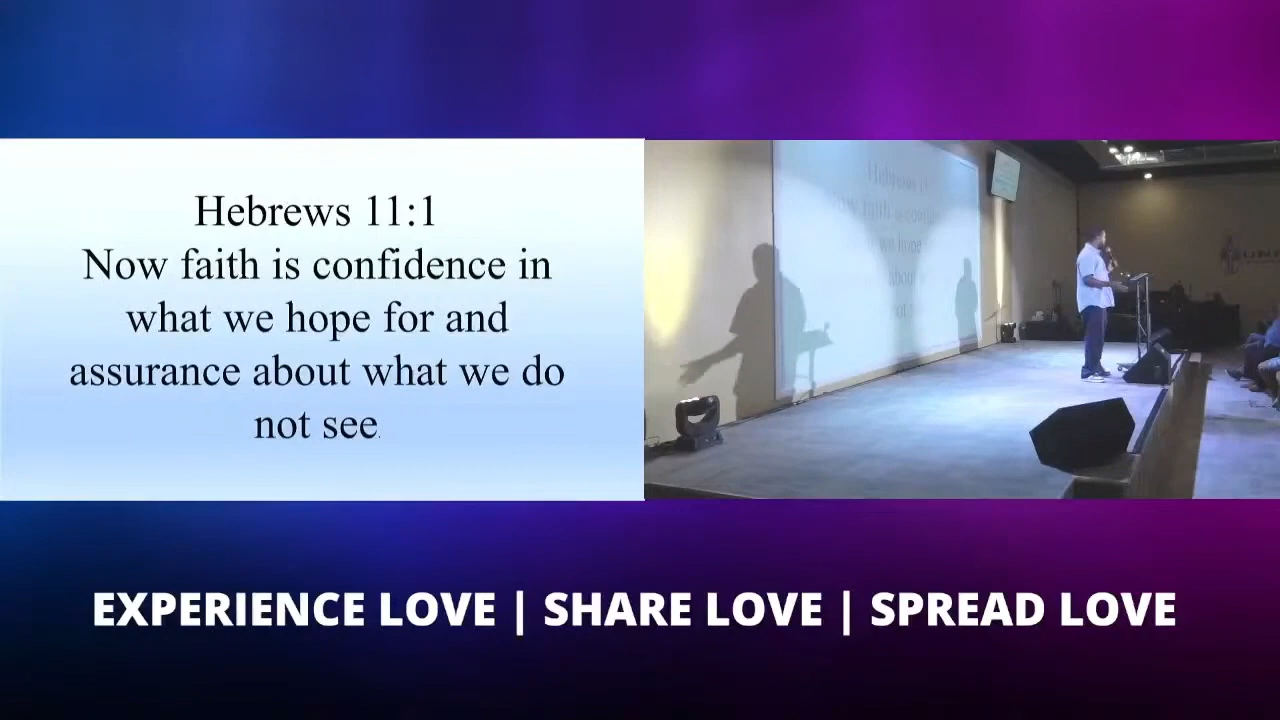 Hebrews 11:1
Now faith is confidence in
what we hope for and
assurance about what we do
not see.
EXPERIENCE LOVE | SHARE LOVE | SPREAD LOVE